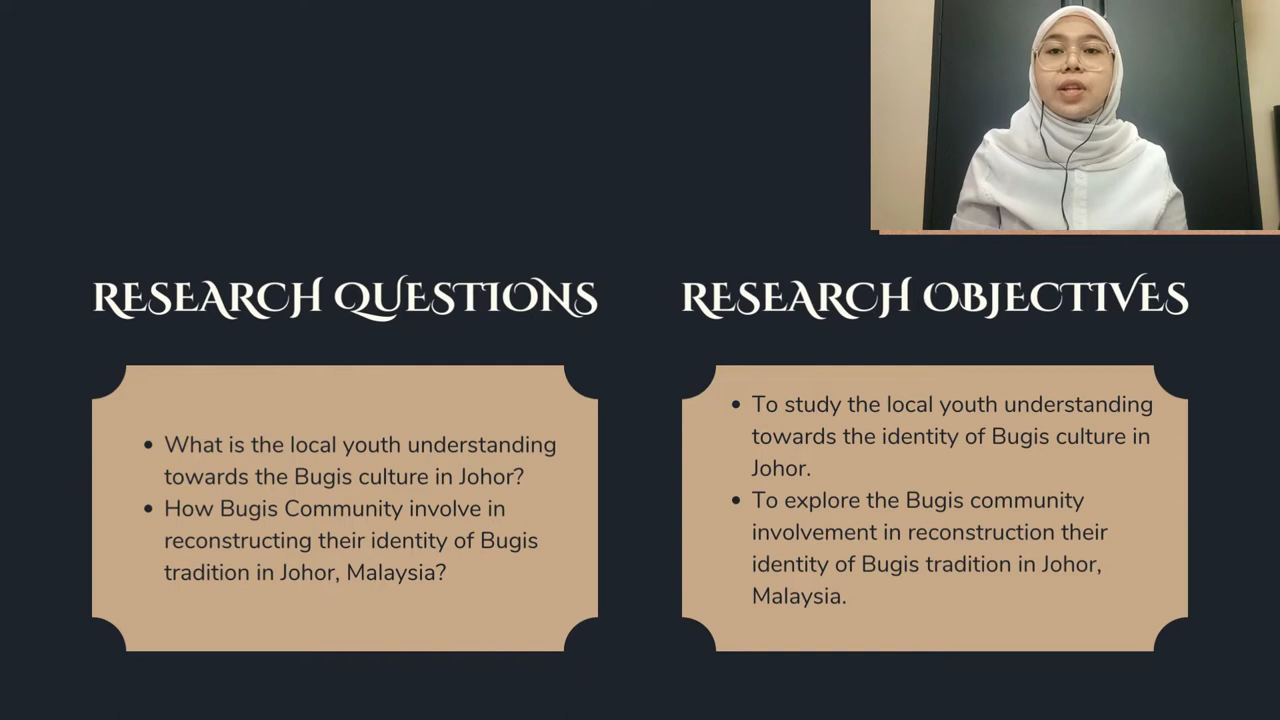 RESEARCH QUESTIONS
• What is the local youth understanding
towards the Bugis culture in Johor?
• How Bugis Community involve in
reconstructing their identity of Bugis
tradition in Johor, Malaysia?
RESEARCH OBJECTIVES
• To study the local youth understanding
towards the identity of Bugis culture in
Johor.
• To explore the Bugis community
involvement in reconstruction their
identity of Bugis tradition in Johor,
Malaysia.